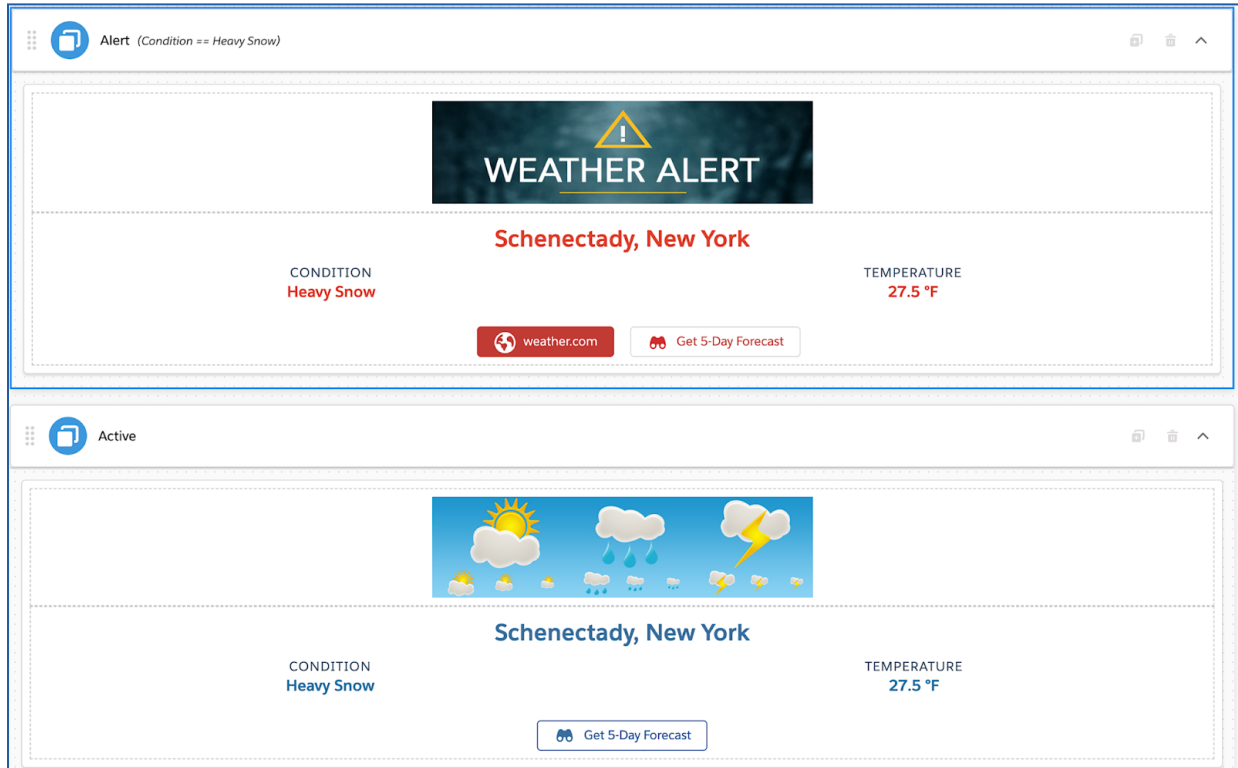 Alert (Condition == Heavy Snow)
WEATHER ALERT
Schenectady, New York
CONDITION TEMPERATURE
Heavy Snow 27.5 °F
weather.com Get 5-Day Forecast
Active
Schenectady, New York
CONDITION TEMPERATURE
Heavy Snow 27.5 °F
Get 5-Day Forecast